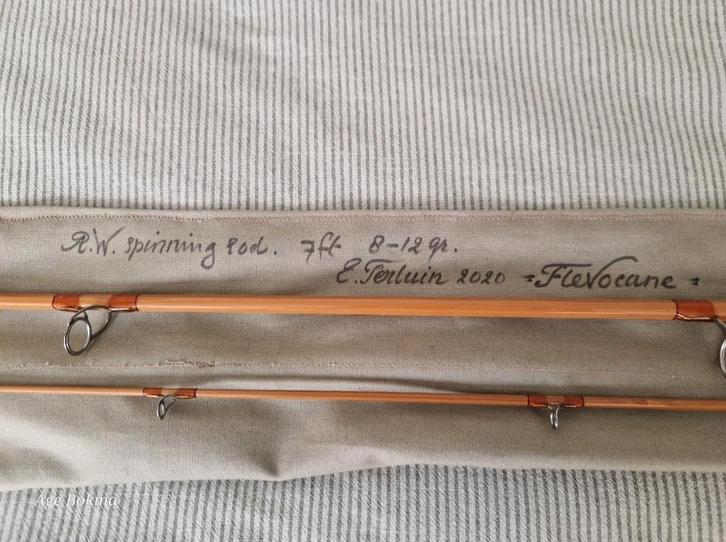 R.W. spinning rod. 7ft 8-12 gr.
E. Terluin 2020 =FleVocane=
Age Bokma